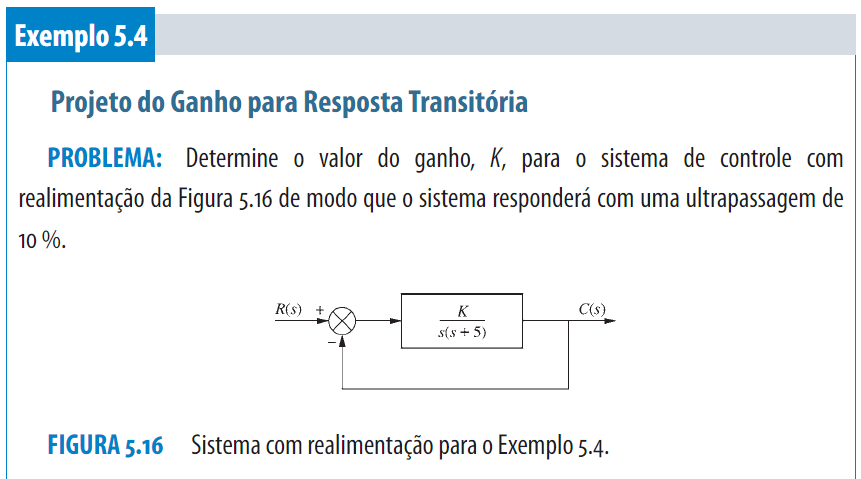 Exemplo 5.4
Projeto do Ganho para Resposta Transitória
PROBLEMA: Determine o valor do ganho, K, para o sistema de controle com
realimentação da Figura 5.16 de modo que o sistema responderá com uma ultrapassagem de
10 %.
R(s) + K C(s)
s(s + 5)
−
FIGURA 5.16 Sistema com realimentação para o Exemplo 5.4.